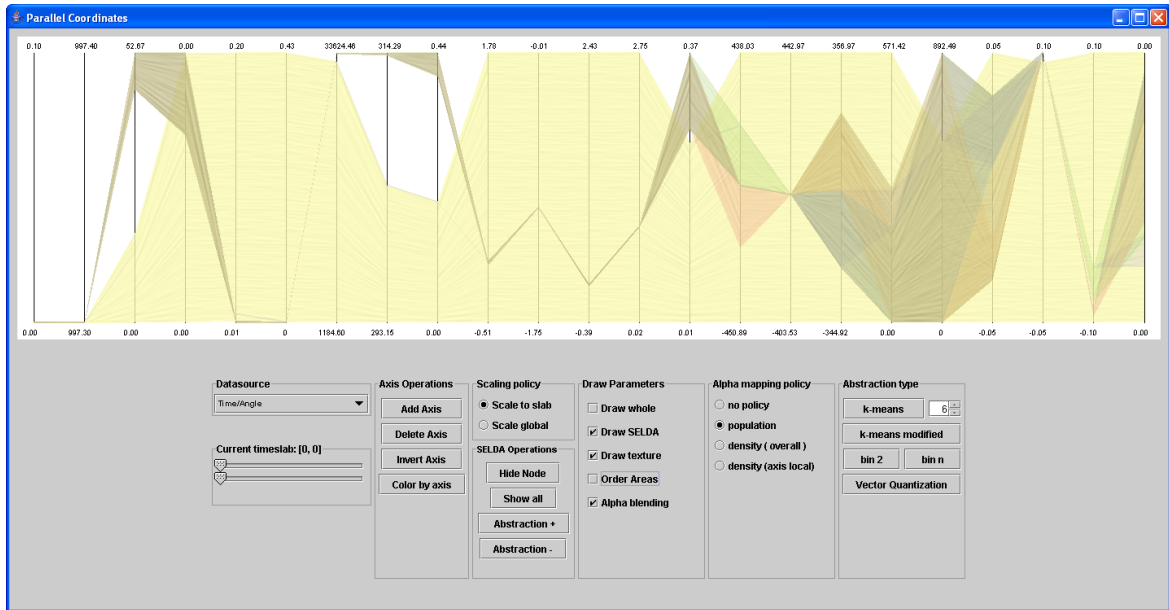 Parallel Coordinates
0.10 997.40 52.67 0.00 0.20 0.43 33624.46 314.29 0.44 1.78 -0.01 2.43 2.75 0.37 438.03 442.97 356.97 571.42 892.49 0.05 0.10 0.10 0.00
0.00 997.30 0.00 0.00 0.01 0 1184.60 293.15 0.00 -0.51 -1.75 -0.39 0.02 0.01 -450.89 -403.53 -344.92 0.00 0 -0.05 -0.05 -0.10 0.00
Datasource
Time/Angle
Current timeslab: [0, 0]
Axis Operations
Add Axis
Delete Axis
Invert Axis
Color by axis
Scaling policy
Scale to slab
Scale global
SELDA Operations
Hide Node
Show all
Abstraction +
Abstraction -
Draw Parameters
Draw whole
Draw SELDA
Draw texture
Order Areas
Alpha blending
Alpha mapping policy
no policy
population
density ( overall )
density (axis local)
Abstraction type
k-means 6
k-means modified
bin 2 bin n
Vector Quantization